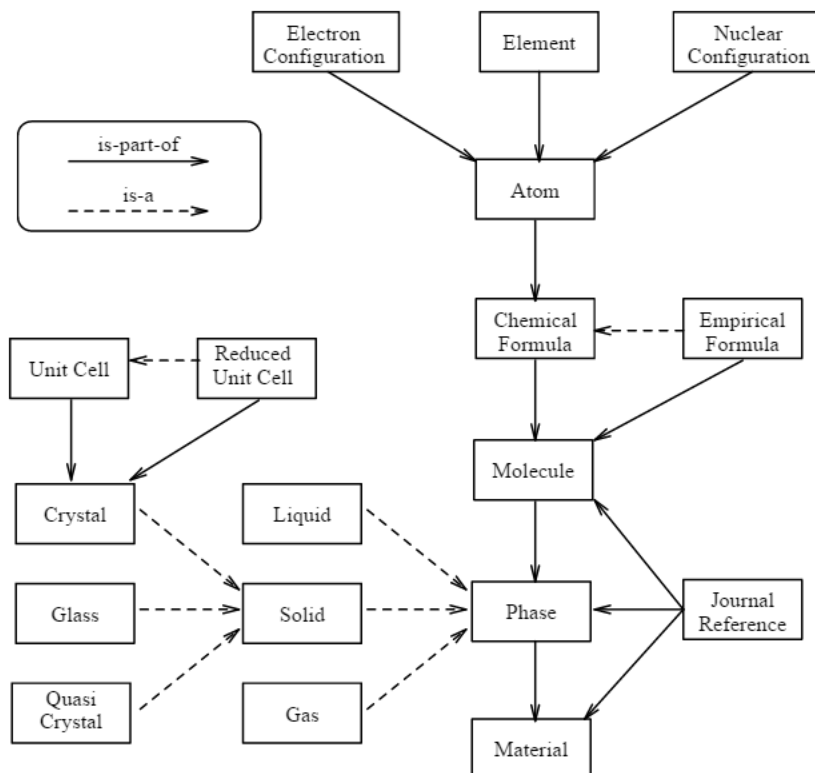 Electron
Configuration
Element
Nuclear
Configuration
is-part-of
is-a
Atom
Chemical
Formula
Empirical
Formula
Unit Cell
Reduced
Unit Cell
Molecule
Crystal
Liquid
Glass
Solid
Phase
Journal
Reference
Quasi
Crystal
Gas
Material